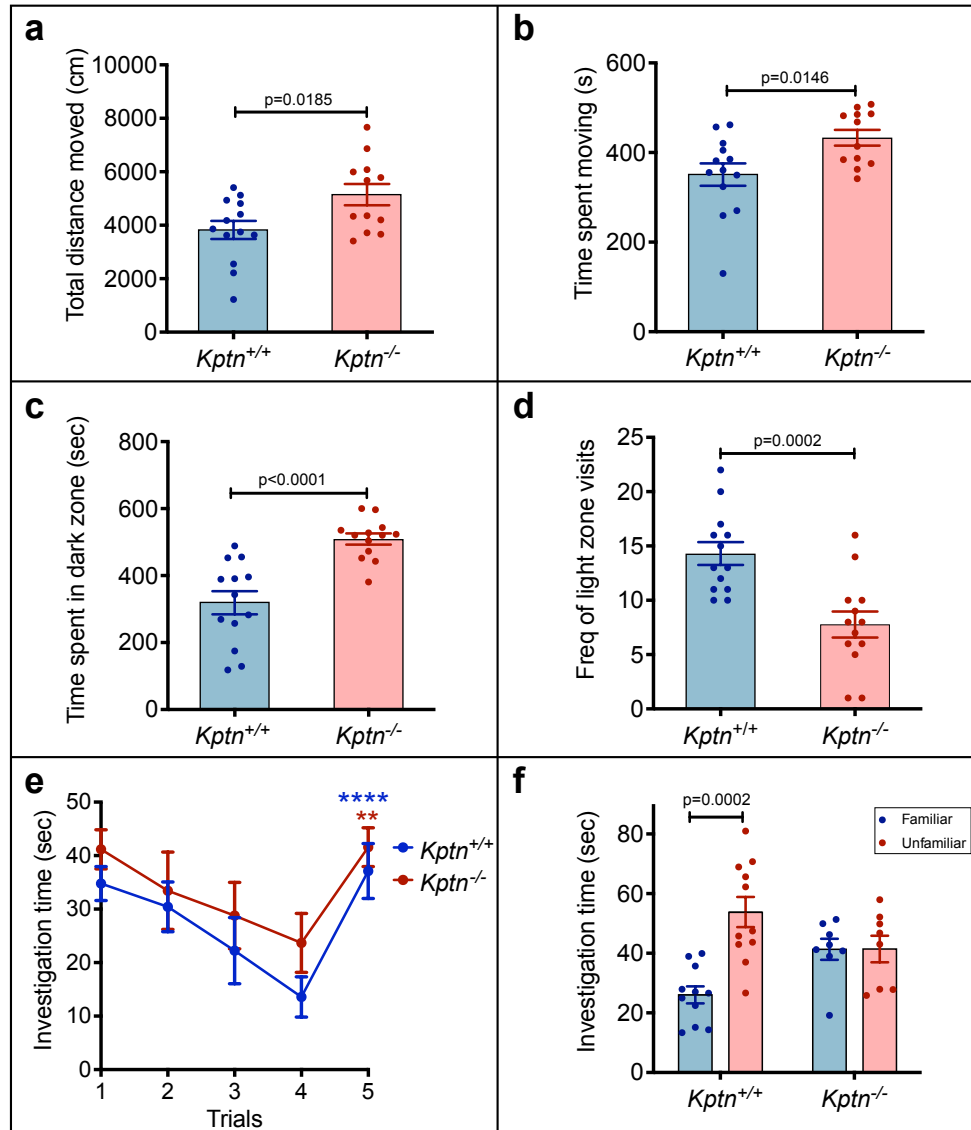 a
Total distance moved (cm)
10000
8000
6000
4000
2000
0
p=0.0185
Kptn+/+
Kptn-/-
b
Time spent moving (s)
600
400
200
0
p=0.0146
Kptn+/+
Kptn-/-
c
Time spent in dark zone (sec)
800
600
400
200
0
p<0.0001
Kptn+/+
Kptn-/-
d
Freq of light zone visits
25
20
15
10
5
0
p=0.0002
Kptn+/+
Kptn-/-
e
Investigation time (sec)
50
40
30
20
10
0
****
**
Kptn+/+
Kptn-/-
1 2 3 4 5
Trials
f
Investigation time (sec)
100
80
60
40
20
0
p=0.0002
Familiar
Unfamiliar
Kptn+/+
Kptn-/-